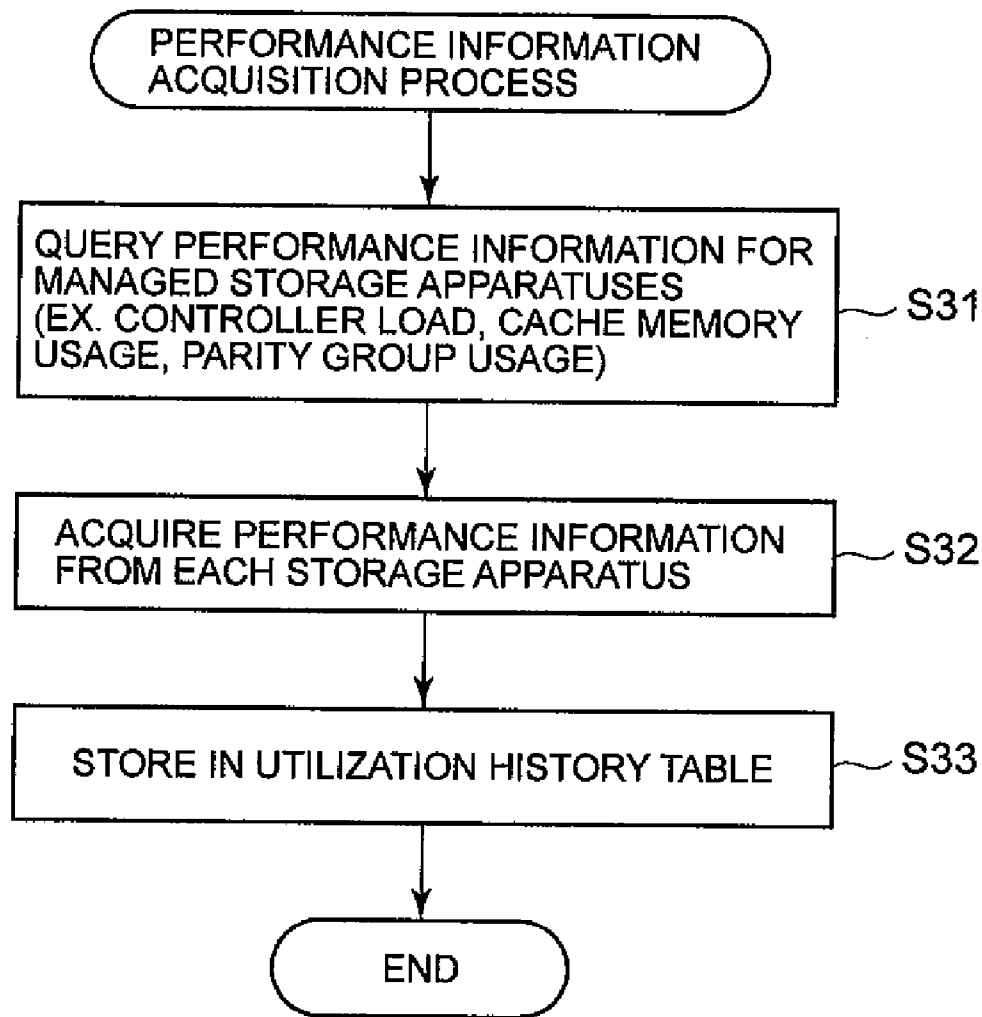 PERFORMANCE INFORMATION
ACQUISITION PROCESS
QUERY PERFORMANCE INFORMATION FOR
MANAGED STORAGE APPARATUSES
(EX. CONTROLLER LOAD, CACHE MEMORY
USAGE, PARITY GROUP USAGE)
S31
ACQUIRE PERFORMANCE INFORMATION
FROM EACH STORAGE APPARATUS
S32
STORE IN UTILIZATION HISTORY TABLE
S33
END